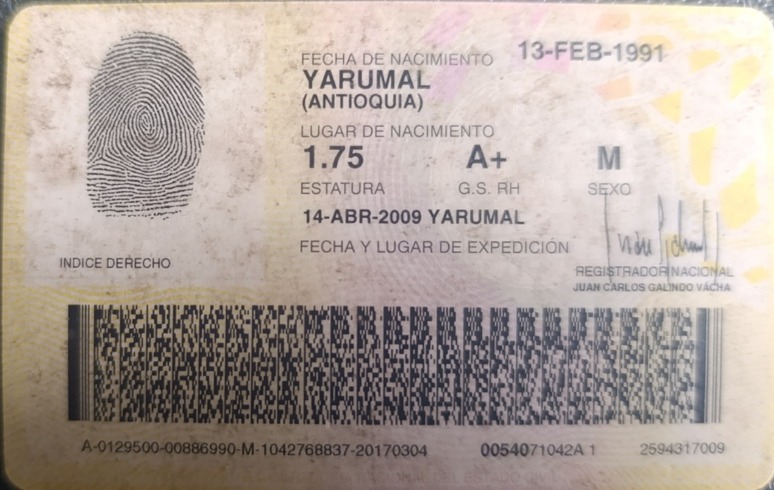 FECHA DE NACIMIENTO 13-FEB-1991
YARUMAL
(ANTIOQUIA)
LUGAR DE NACIMIENTO
1.75 A+ M
ESTATURA G.S. RH SEXO
14-ABR-2009 YARUMAL
FECHA Y LUGAR DE EXPEDICIÓN
INDICE DERECHO
REGISTRADOR NACIONAL
JUAN CARLOS GALINDO VÁCHA
A-0129500-00886990-M-1042768837-20170304 0054071042A 1 2594317009